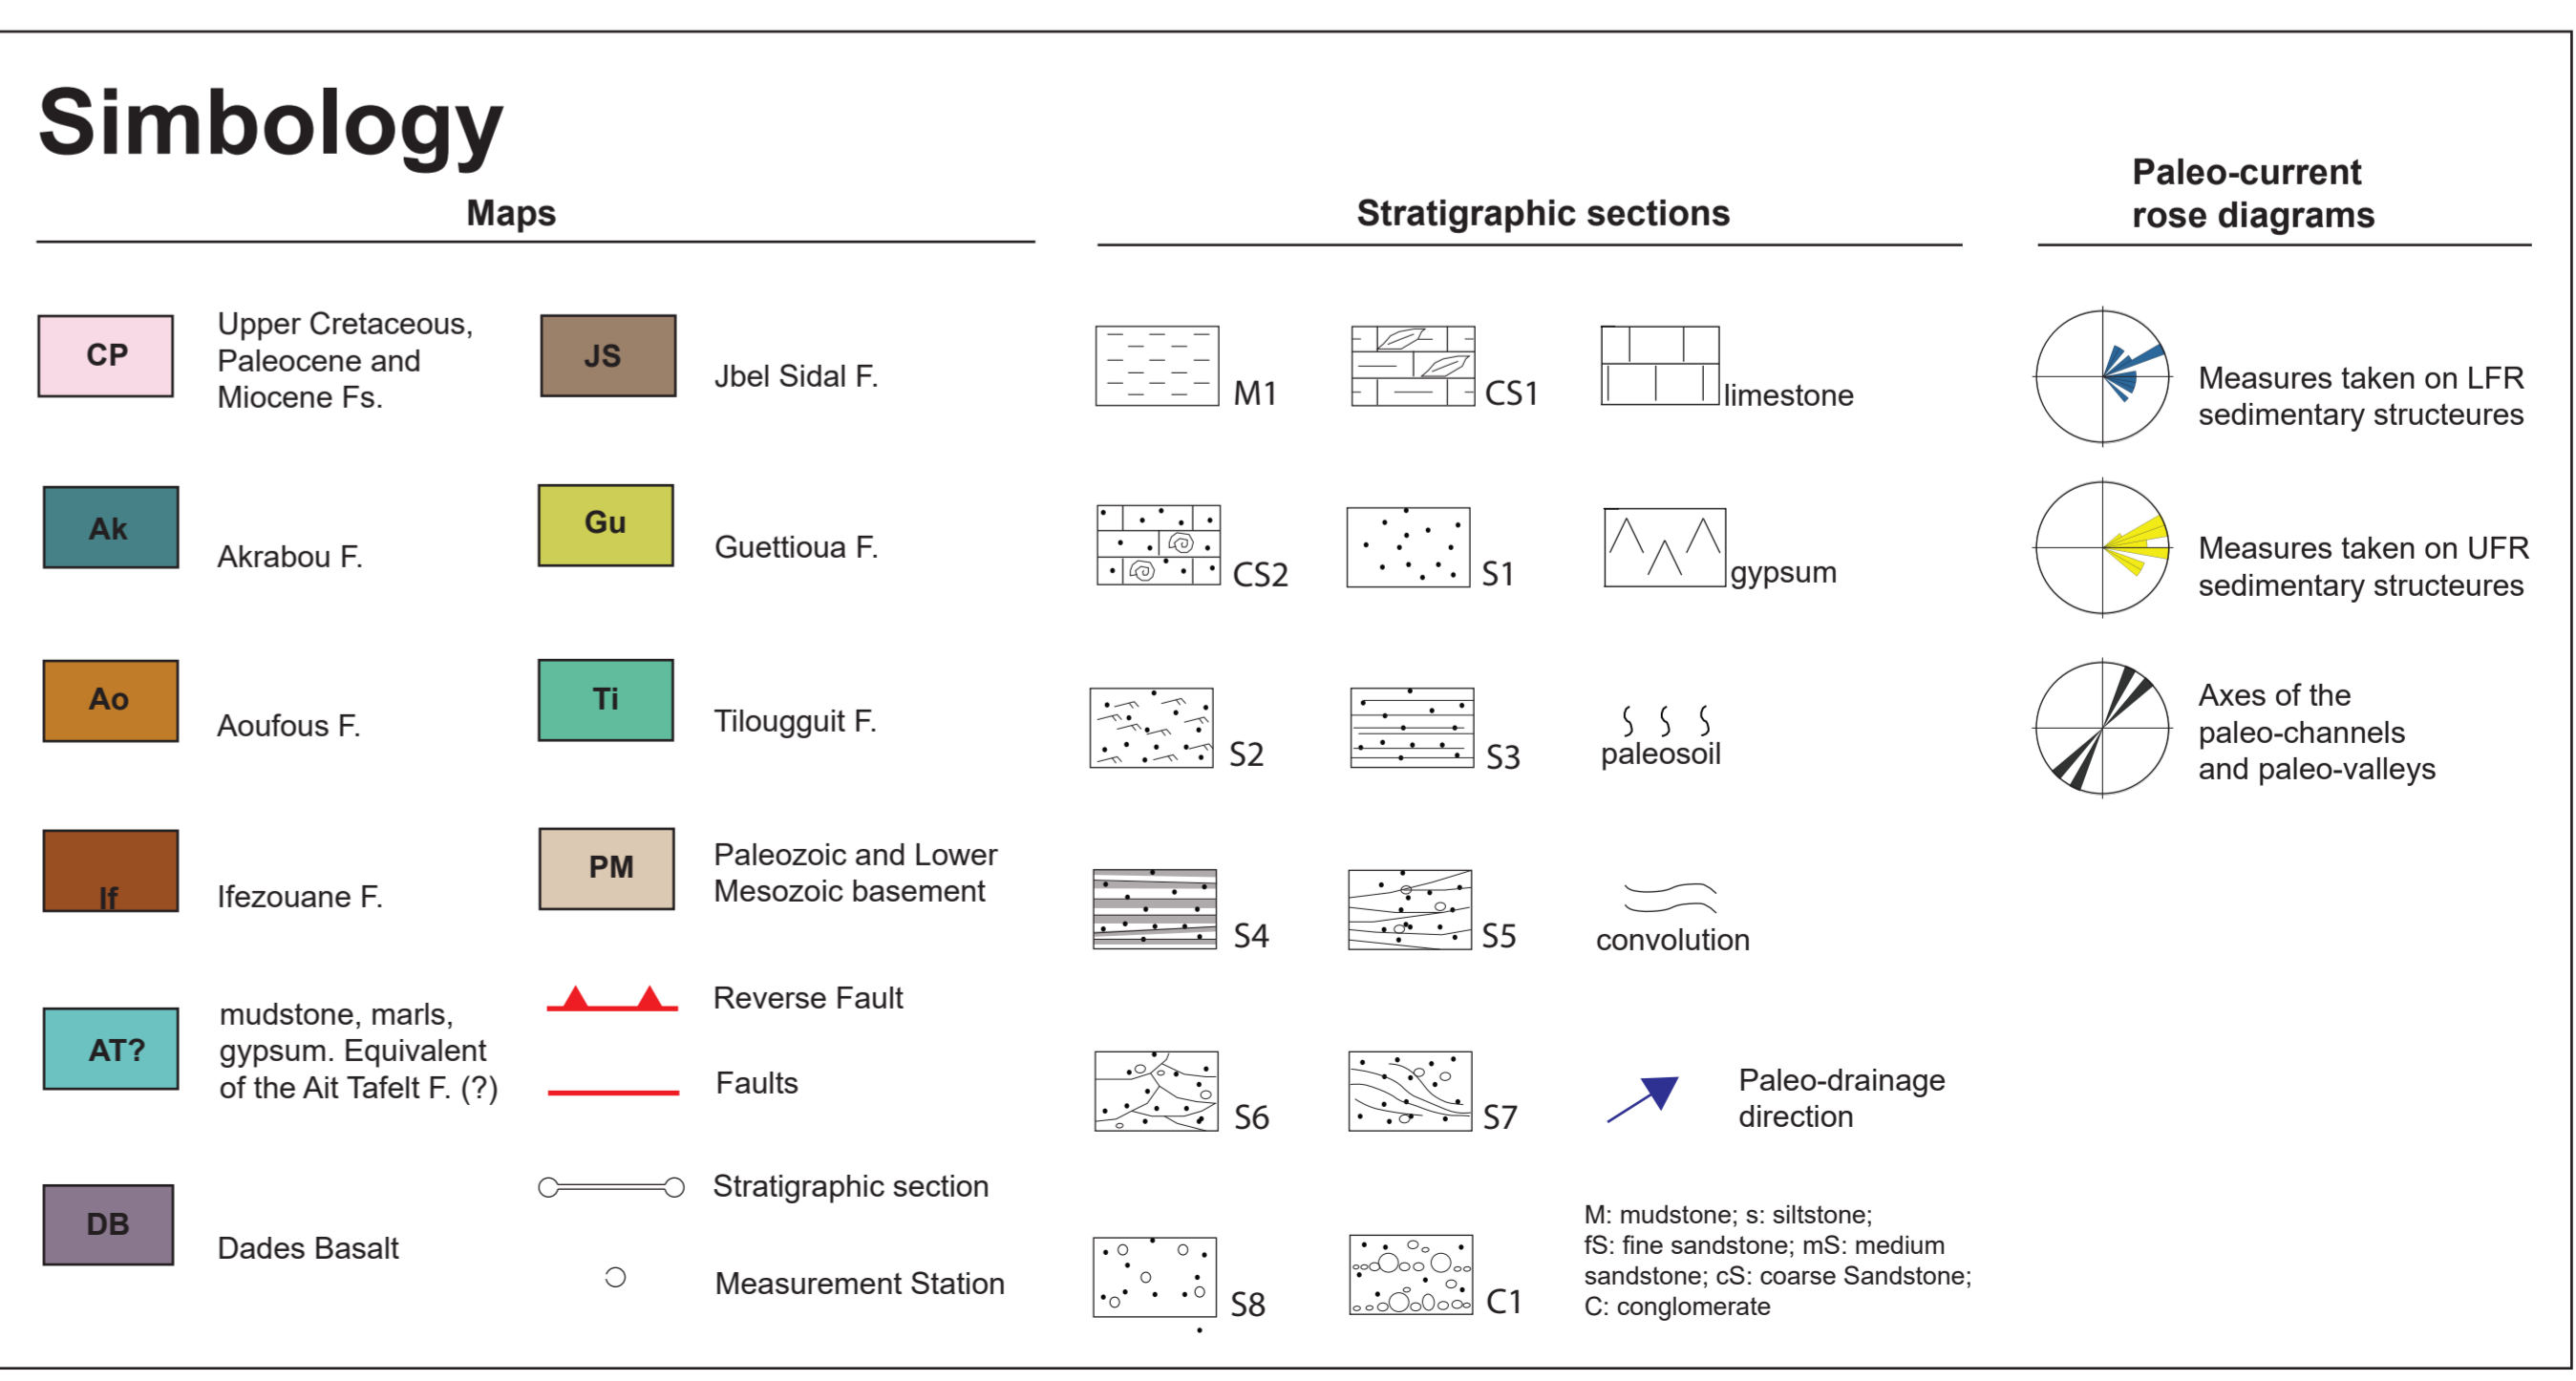 Simbology
Maps
CP
Upper Cretaceous,
Paleocene and
Miocene Fs.
Ak
Akrabou F.
Ao
Aoufous F.
If
Ifezouane F.
AT?
mudstone, marls,
gypsum. Equivalent
of the Ait Tafelt F. (?)
DB
Dades Basalt
JS
Jbel Sidal F.
Gu
Guettioua F.
Ti
Tilougguit F.
PM
Paleozoic and Lower
Mesozoic basement
Reverse Fault
Faults
Stratigraphic section
Measurement Station
Stratigraphic sections
M1
CS1
limestone
CS2
S1
gypsum
S2
S3
paleosoil
S4
S5
convolution
S6
S7
Paleo-drainage
direction
S8
C1
M: mudstone; s: siltstone;
fS: fine sandstone; mS: medium
sandstone; cS: coarse Sandstone;
C: conglomerate
Paleo-current
rose diagrams
Measures taken on LFR
sedimentary structeures
Measures taken on UFR
sedimentary structeures
Axes of the
paleo-channels
and paleo-valleys